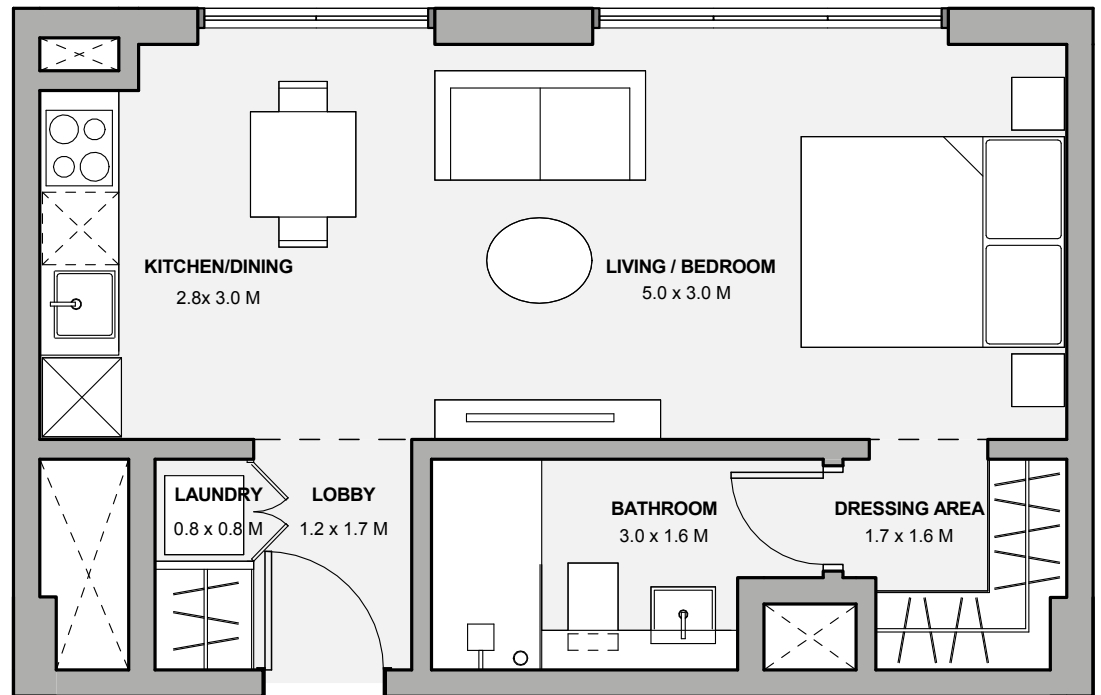 KITCHEN/DINING
2.8x 3.0 M
LIVING / BEDROOM
5.0 x 3.0 M
LAUNDRY
0.8 x 0.8 M
LOBBY
1.2 x 1.7 M
BATHROOM
3.0 x 1.6 M
DRESSING AREA
1.7 x 1.6 M